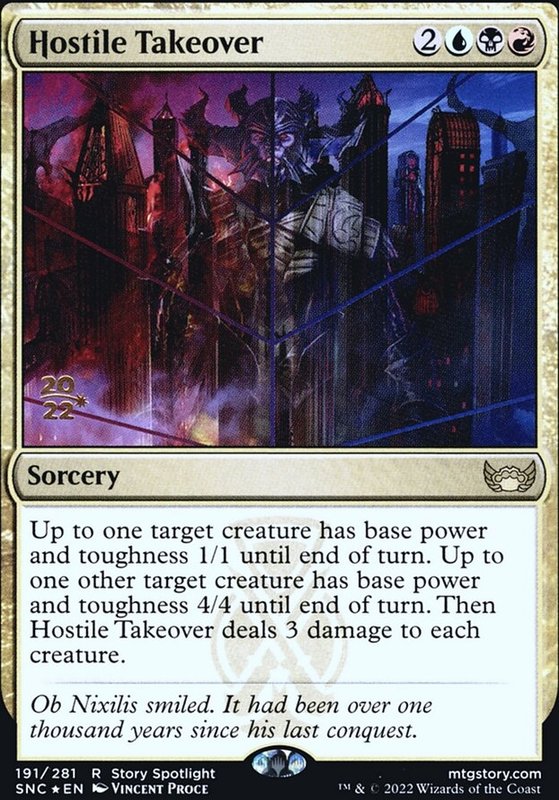 Hostile Takeover 2
20
22
Sorcery
Up to one target creature has base power
and toughness 1/1 until end of turn. Up to
one other target creature has base power
and toughness 4/4 until end of turn. Then
Hostile Takeover deals 3 damage to each
creature.
Ob Nixilis smiled. It had been over one
thousand years since his last conquest.
191/281 R Story Spotlight mtgstory.com
SNC ★ EN Vincent Proce ™ & © 2022 Wizards of the Coast